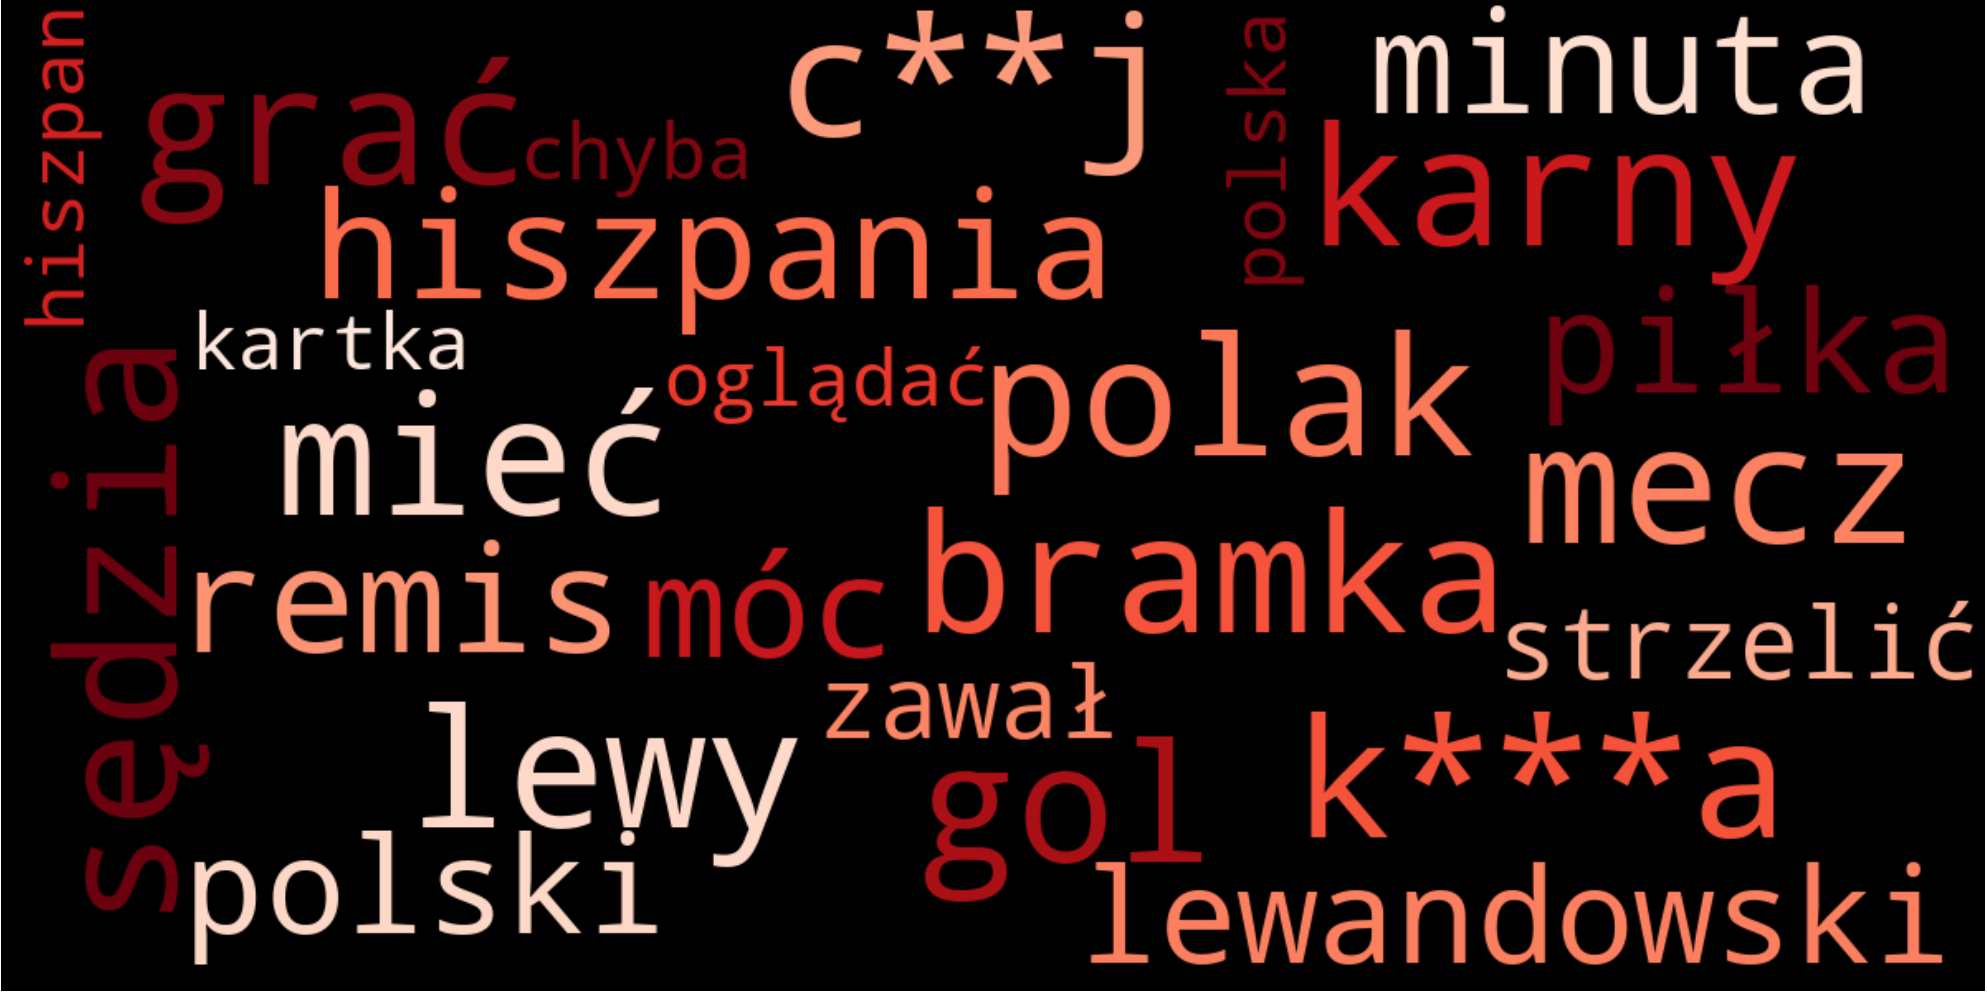 hiszpan
grać
chyba
c**j
polska
minuta
karny
hiszpania
kartka
oglądać
polak
piłka
sędzia
mieć
mecz
remis
móc
bramka
strzelić
zawał
lewy
gol
k***a
polski
lewandowski